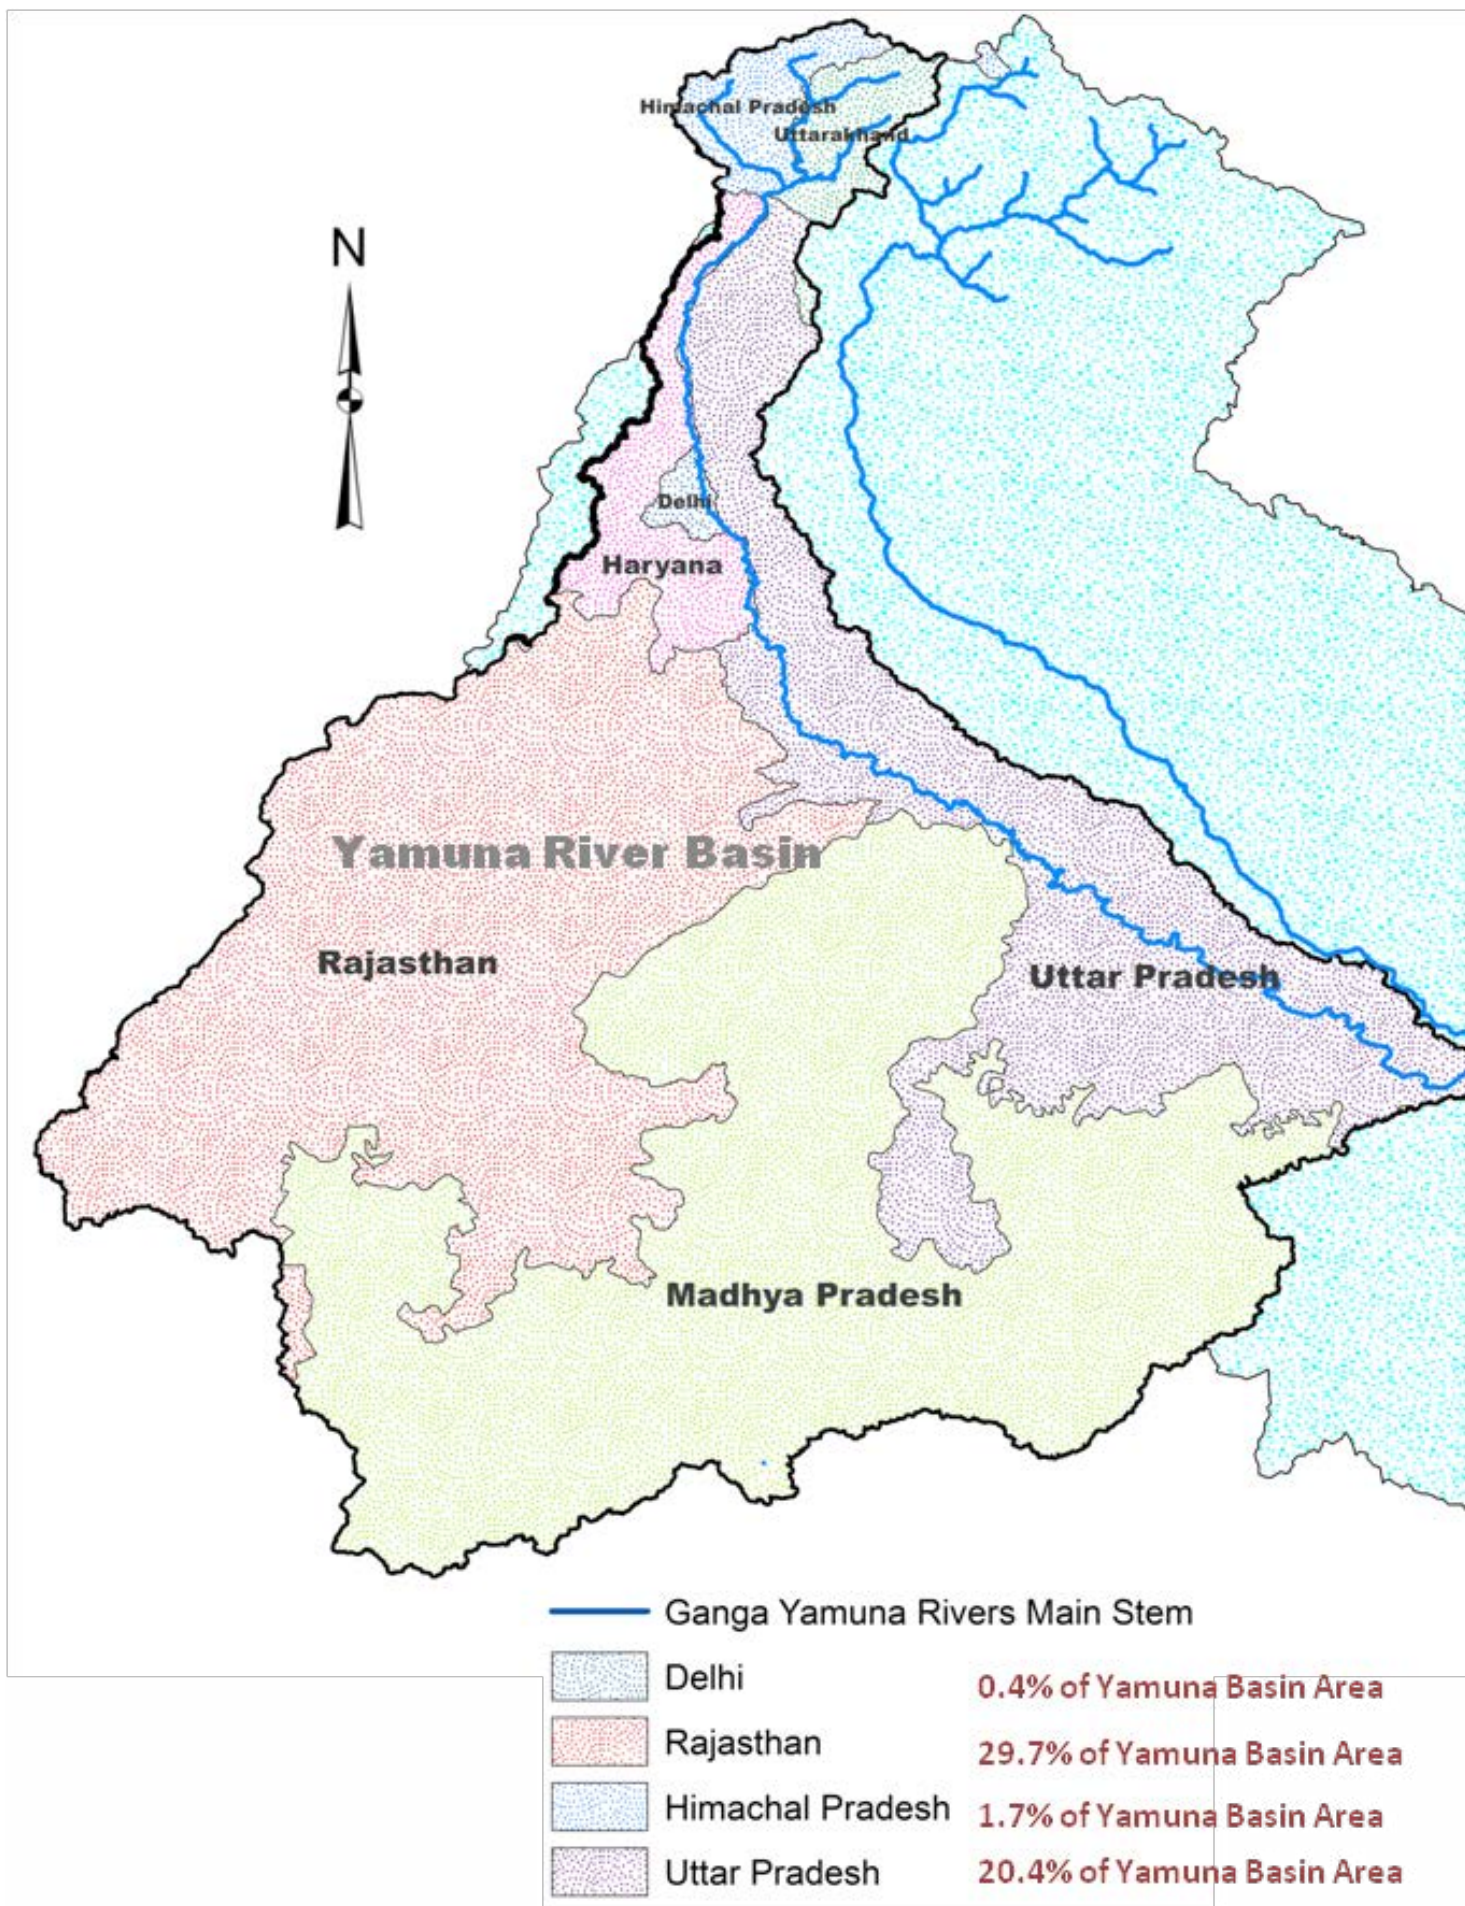 Himachal Pradesh
Uttarakhand
N
Delhi
Haryana
Yamuna River Basin
Rajasthan
Uttar Pradesh
Madhya Pradesh
Ganga Yamuna Rivers Main Stem
Delhi 0.4% of Yamuna Basin Area
Rajasthan 29.7% of Yamuna Basin Area
Himachal Pradesh 1.7% of Yamuna Basin Area
Uttar Pradesh 20.4% of Yamuna Basin Area